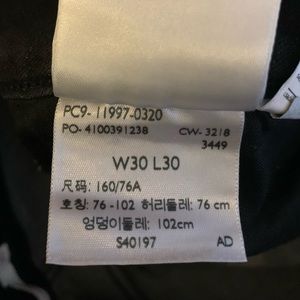 PC9- 11997-0320
PO- 4100391238 CW- 3218
3449
W30 L30
尺码: 160/76A
호칭: 76 -102 허리둘레: 76 cm
엉덩이둘레: 102cm
S40197 AD